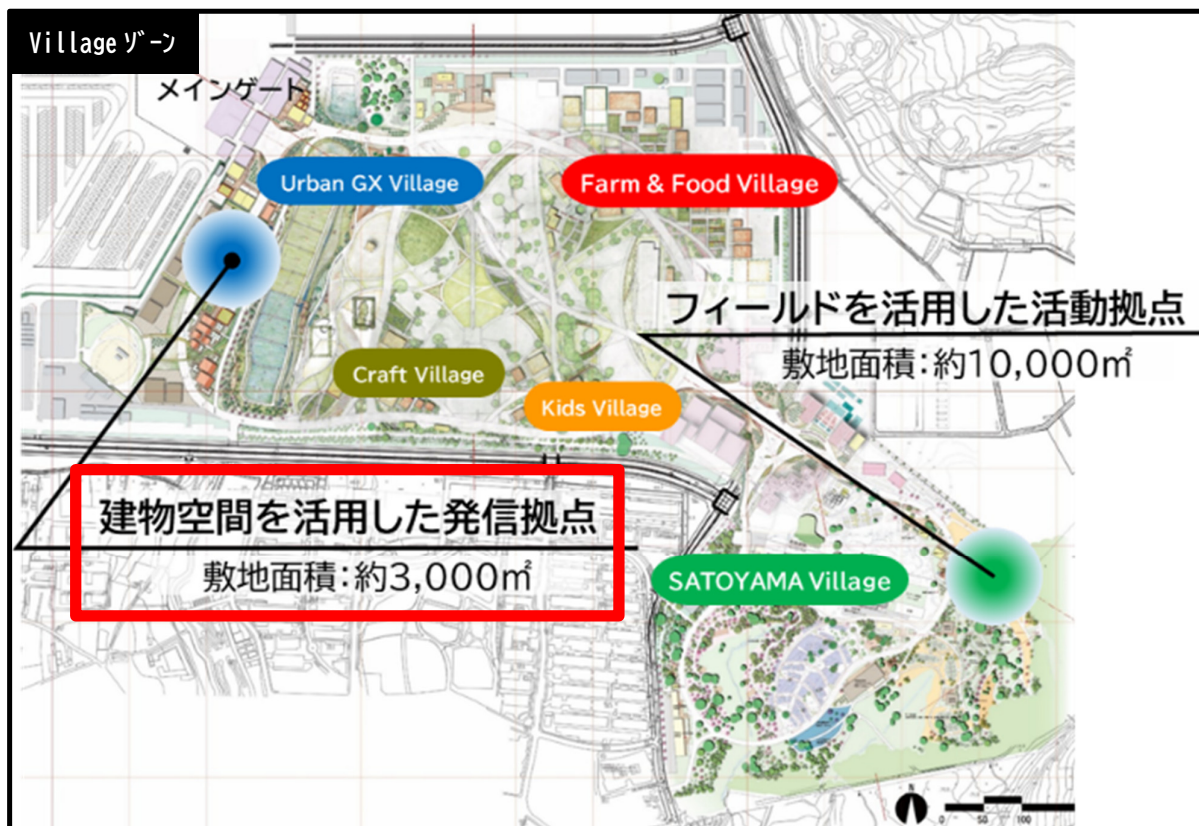 Villageゾーン
メインゲート
Urban GX Village
Farm & Food Village
フィールドを活用した活動拠点
敷地面積：約10,000㎡
Craft Village
Kids Village
建物空間を活用した発信拠点
敷地面積：約3,000㎡
SATOYAMA Village
N
0 50 100